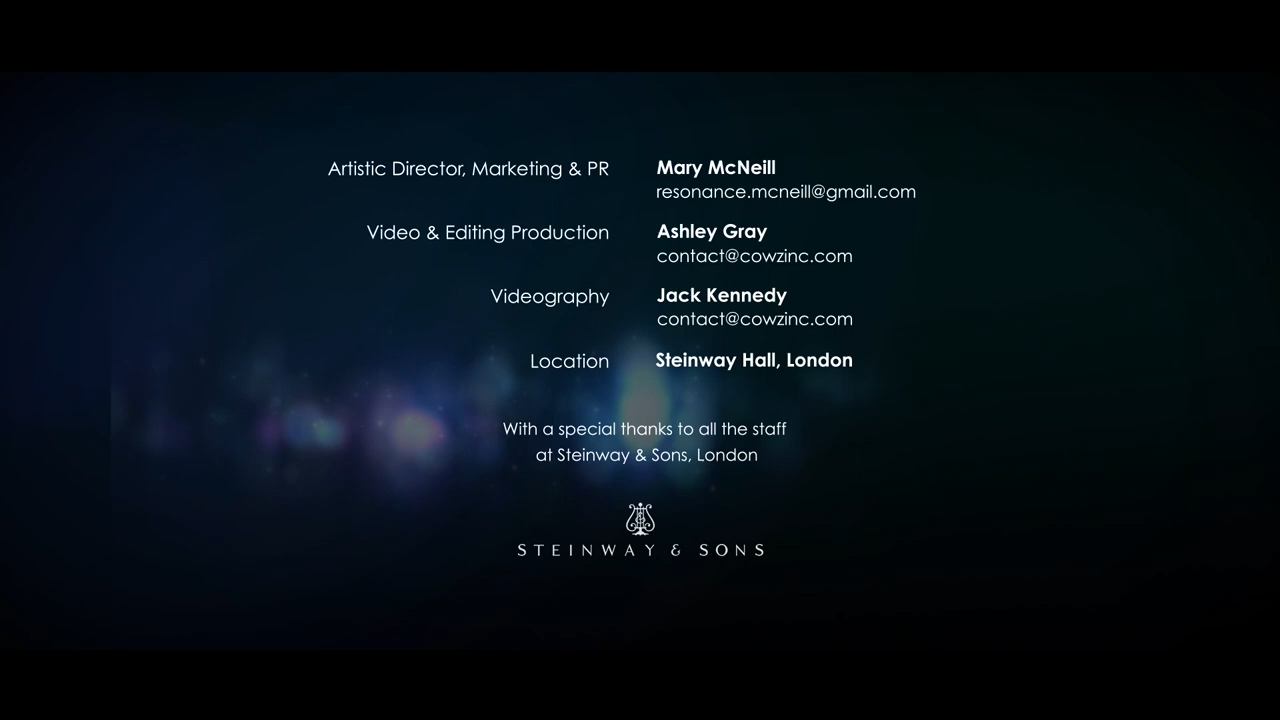 Artistic Director, Marketing & PR
Mary McNeill
resonance.mcneill@gmail.com
Video & Editing Production
Ashley Gray
contact@cowzinc.com
Videography
Jack Kennedy
contact@cowzinc.com
Location
Steinway Hall, London
With a special thanks to all the staff
at Steinway & Sons, London
STEINWAY & SONS